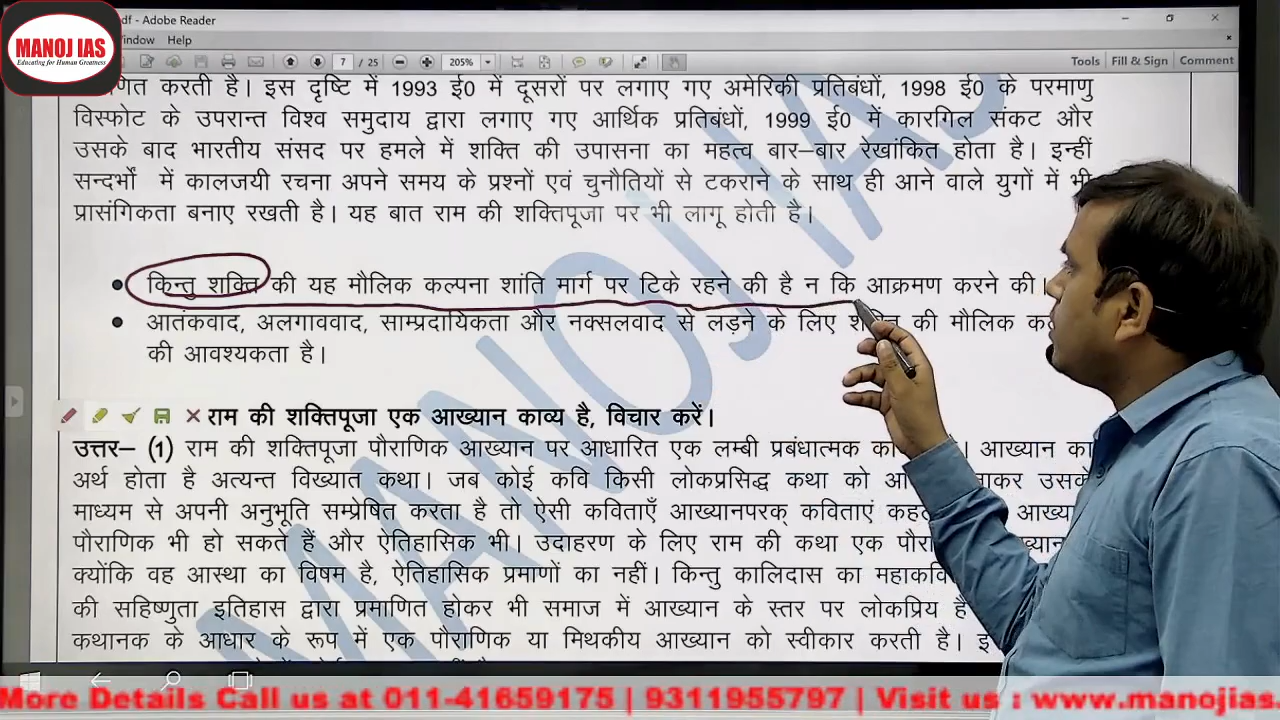 MANOJ IAS
Educating for Human Greatness
df - Adobe Reader
indow Help
7 / 25
205%
Tools Fill & Sign Comment
णित करती है। इस दृष्टि में 1993 ई0 में दूसरों पर लगाए गए अमेरिकी प्रतिबंधों, 1998 ई0 के परमाणु
विस्फोट के उपरान्त विश्व समुदाय द्वारा लगाए गए आर्थिक प्रतिबंधों, 1999 ई0 में कारगिल संकट और
उसके बाद भारतीय संसद पर हमले में शक्ति की उपासना का महत्व बार–बार रेखांकित होता है। इन्हीं
सन्दर्भों में कालजयी रचना अपने समय के प्रश्नों एवं चुनौतियों से टकराने के साथ ही आने वाले युगों में भी
प्रासंगिकता बनाए रखती है। यह बात राम की शक्तिपूजा पर भी लागू होती है।
• किन्तु शक्ति की यह मौलिक कल्पना शांति मार्ग पर टिके रहने की है न कि आक्रमण करने की
• आतंकवाद, अलगाववाद, साम्प्रदायिकता और नक्सलवाद से लड़ने के लिए शक्ति की मौलिक
की आवश्यकता है।
राम की शक्तिपूजा एक आख्यान काव्य है, विचार करें।
उत्तर– (1) राम की शक्तिपूजा पौराणिक आख्यान पर आधारित एक लम्बी प्रबंधात्मक आख्यान का
अर्थ होता है अत्यन्त विख्यात कथा। जब कोई कवि किसी लोकप्रसिद्ध कथा को उसके
माध्यम से अपनी अनुभूति सम्प्रेषित करता है तो ऐसी कविताएँ आख्यानपरक् कविताएं
पौराणिक भी हो सकते हैं और ऐतिहासिक भी। उदाहरण के लिए राम की कथा एक
क्योंकि वह आस्था का विषम है, ऐतिहासिक प्रमाणों का नहीं। किन्तु कालिदास का
की सहिष्णुता इतिहास द्वारा प्रमाणित होकर भी समाज में आख्यान के स्तर पर लोकप्रिय
कथानक के आधार के रूप में एक पौराणिक या मिथकीय आख्यान को स्वीकार करती है।
MANOJ IAS
More Details Call us at 011-41659175 | 9311955797 | Visit us : www.manojias.